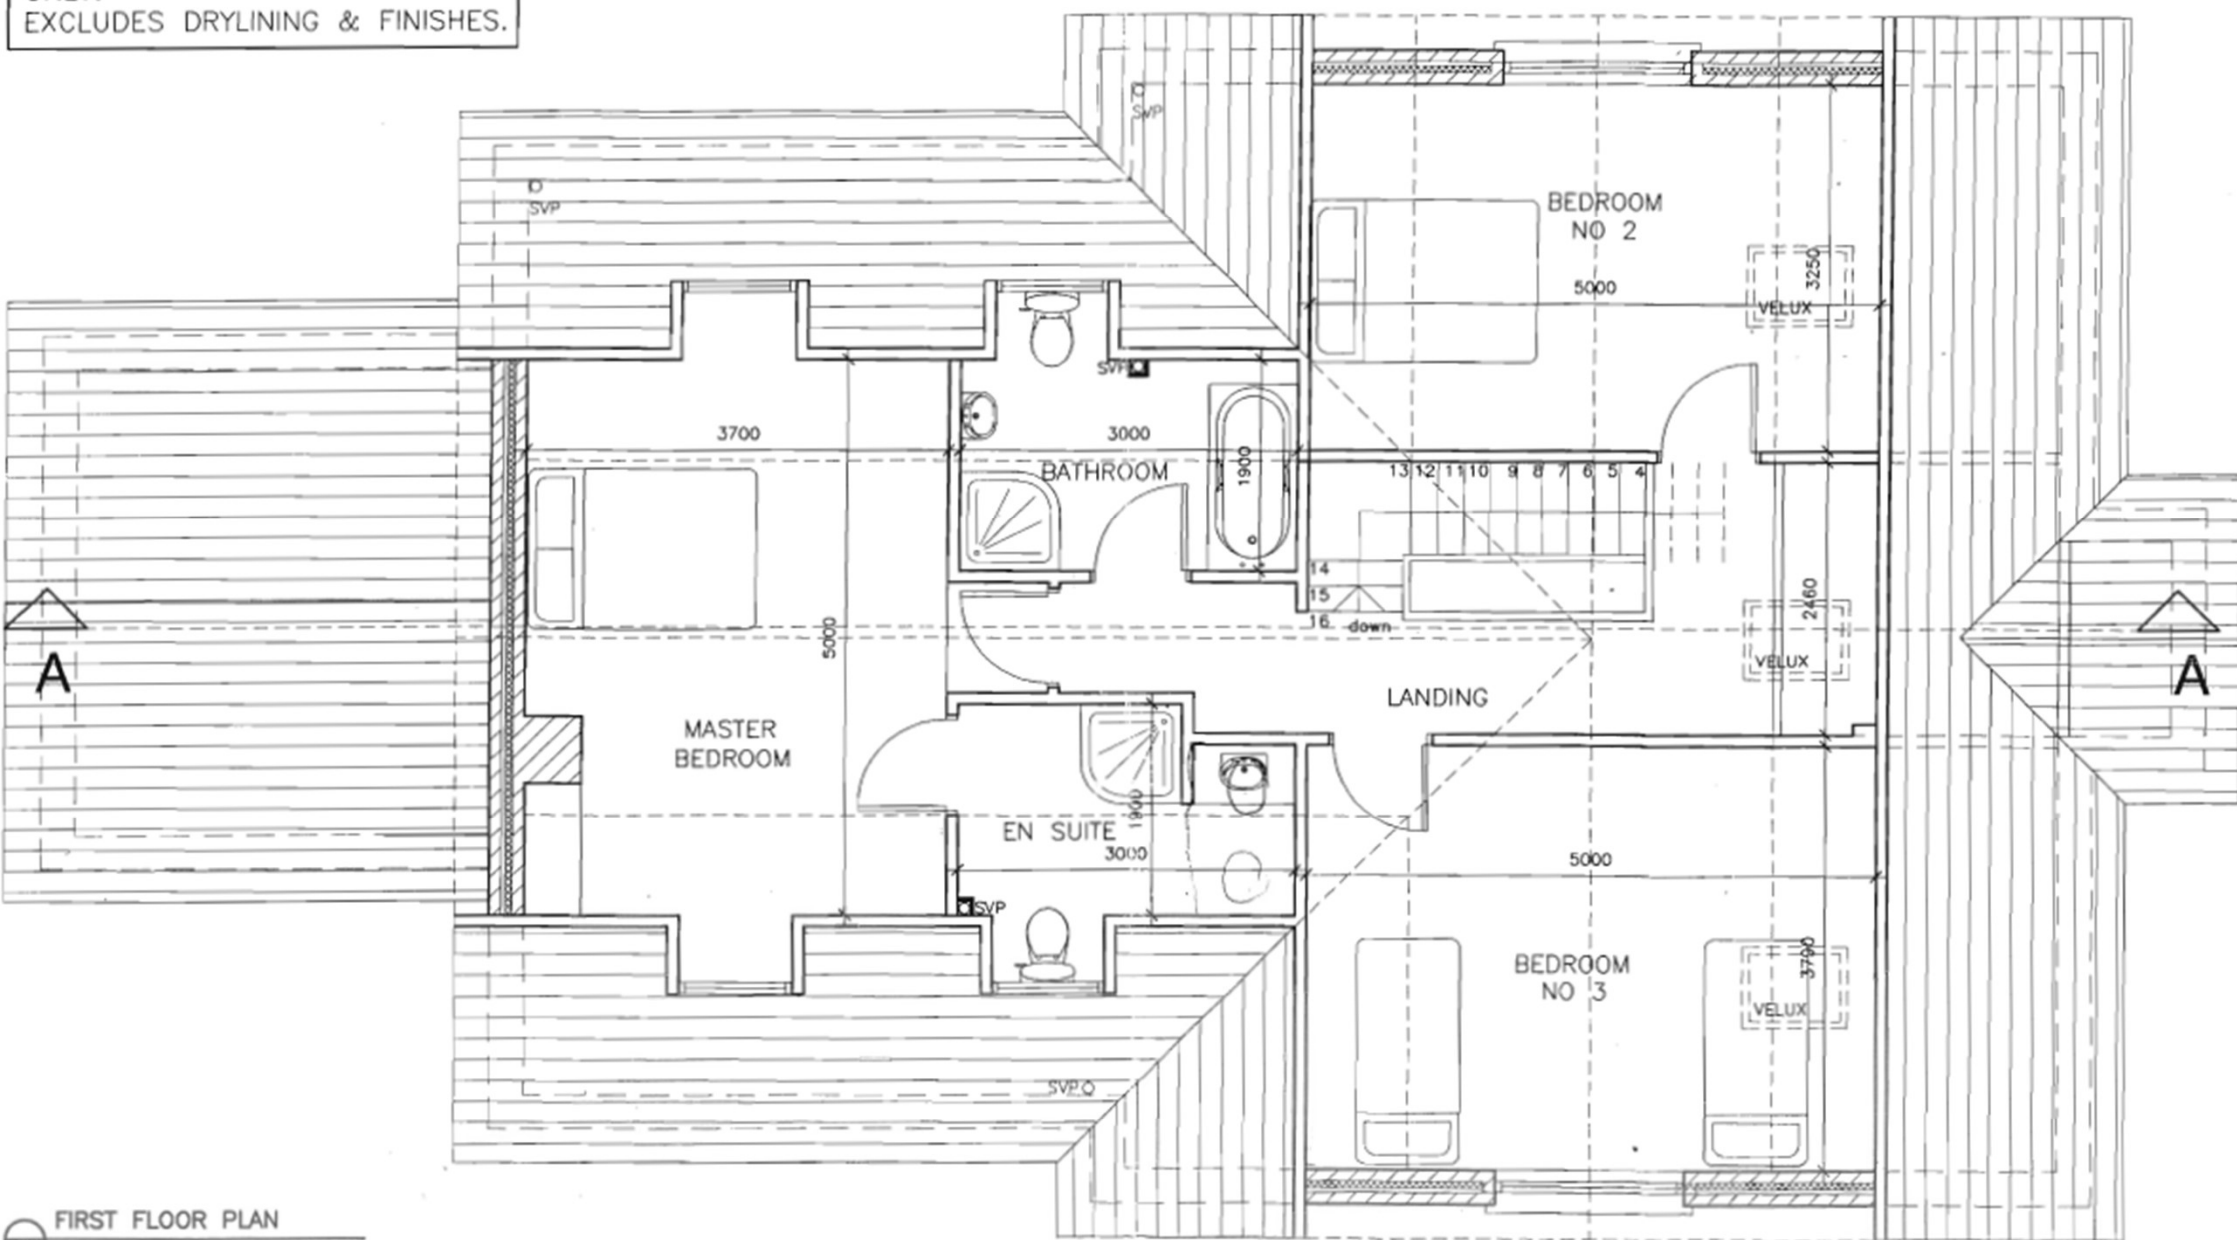 EXCLUDES DRYLINING & FINISHES.
SVP
SVP
BEDROOM
NO 2
5000
3250
VELUX
SVP
3700
3000
BATHROOM
1900
13 12 11 10 9 8 7 6 5 4
14
15
16 down
5000
2460
VELUX
A
A
LANDING
MASTER
BEDROOM
1900
EN SUITE
3000
5000
SVP
BEDROOM
NO 3
3700
VELUX
SVP
FIRST FLOOR PLAN